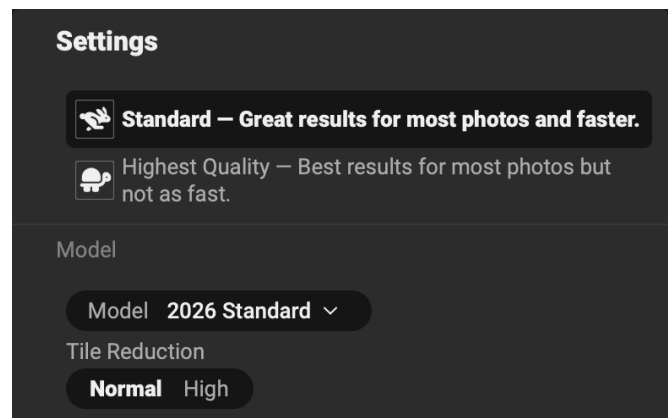 Settings
Standard — Great results for most photos and faster.
Highest Quality — Best results for most photos but
not as fast.
Model
Model 2026 Standard
Tile Reduction
Normal High